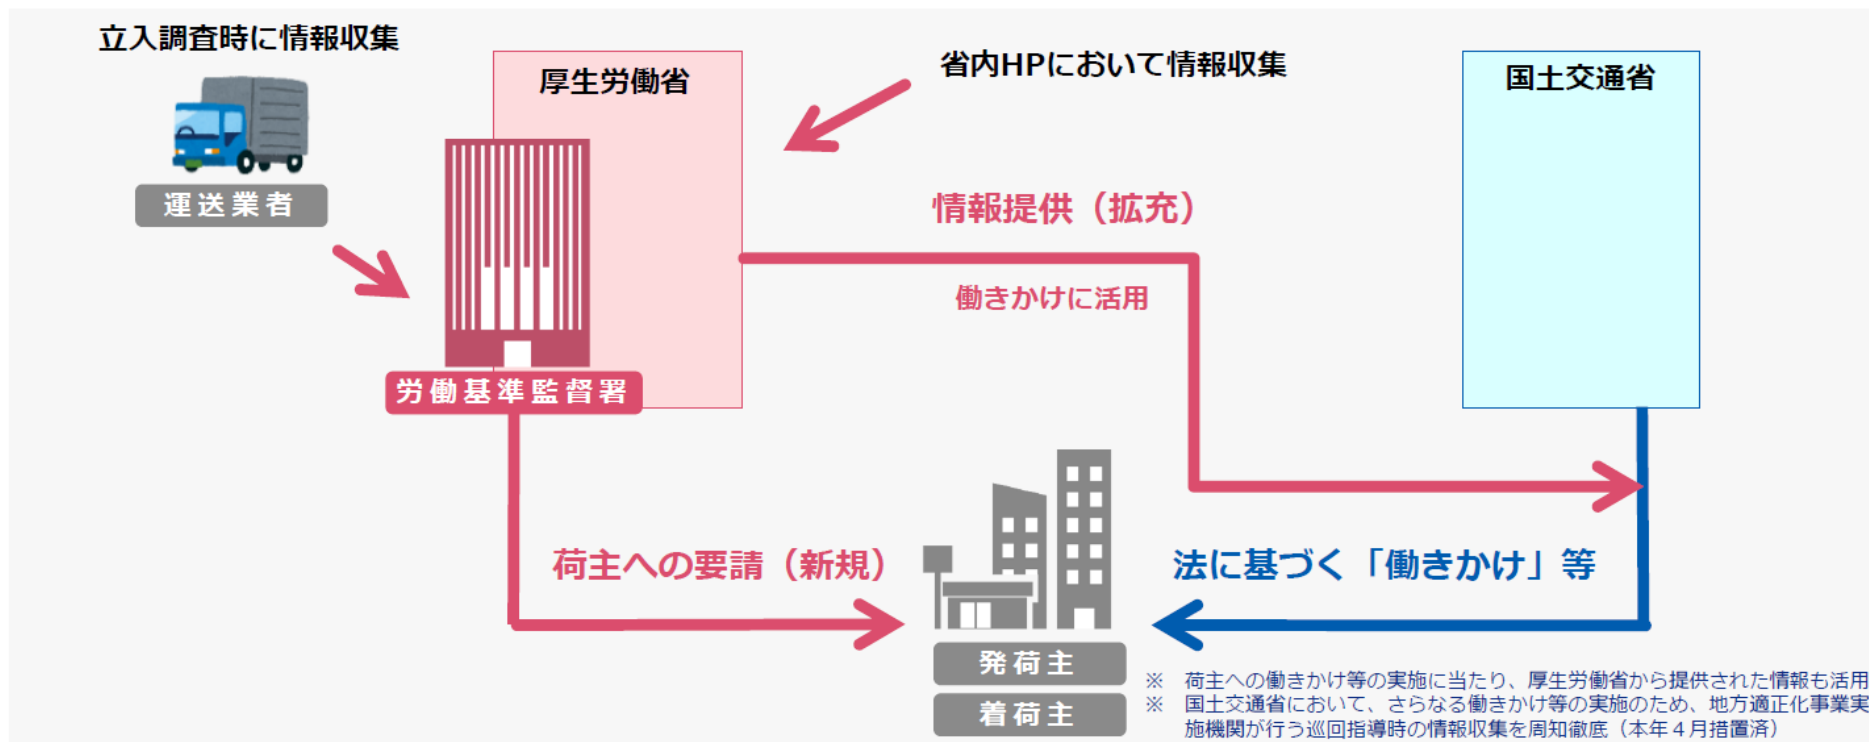 立入調査時に情報収集
運送業者
厚生労働省
労働基準監督署
省内HPにおいて情報収集
情報提供（拡充）
働きかけに活用
国土交通省
荷主への要請（新規）
法に基づく「働きかけ」等
発荷主
着荷主
※ 荷主への働きかけ等の実施に当たり、厚生労働省から提供された情報も活用
※ 国土交通省において、さらなる働きかけ等の実施のため、地方適正化事業実
施機関が行う巡回指導時の情報収集を周知徹底（本年４月措置済）